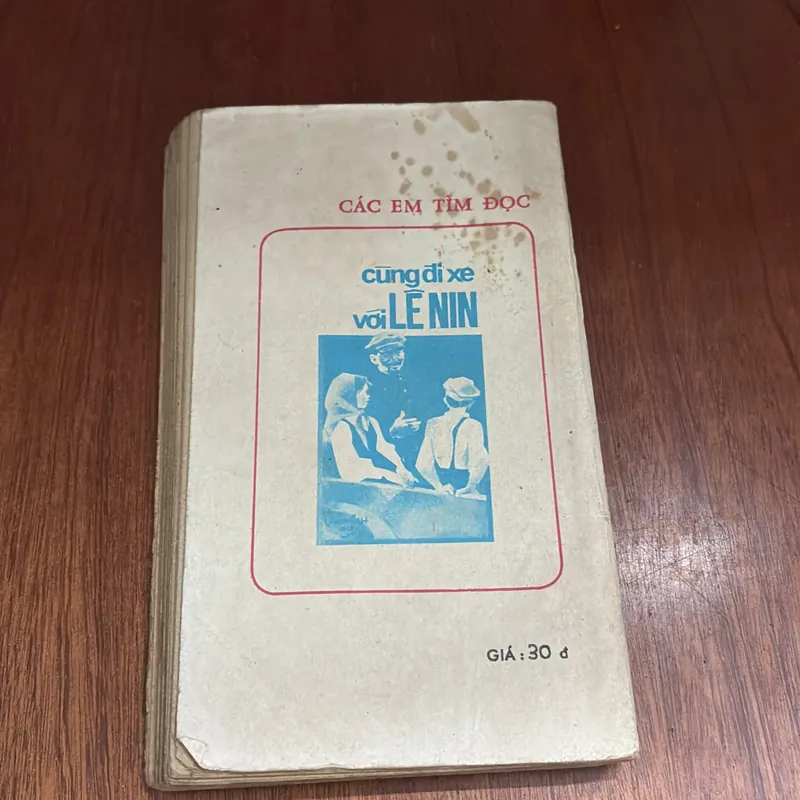 CÁC EM TÌM ĐỌC
cùng đi xe
với LÊ NIN
GIÁ : 30 đ